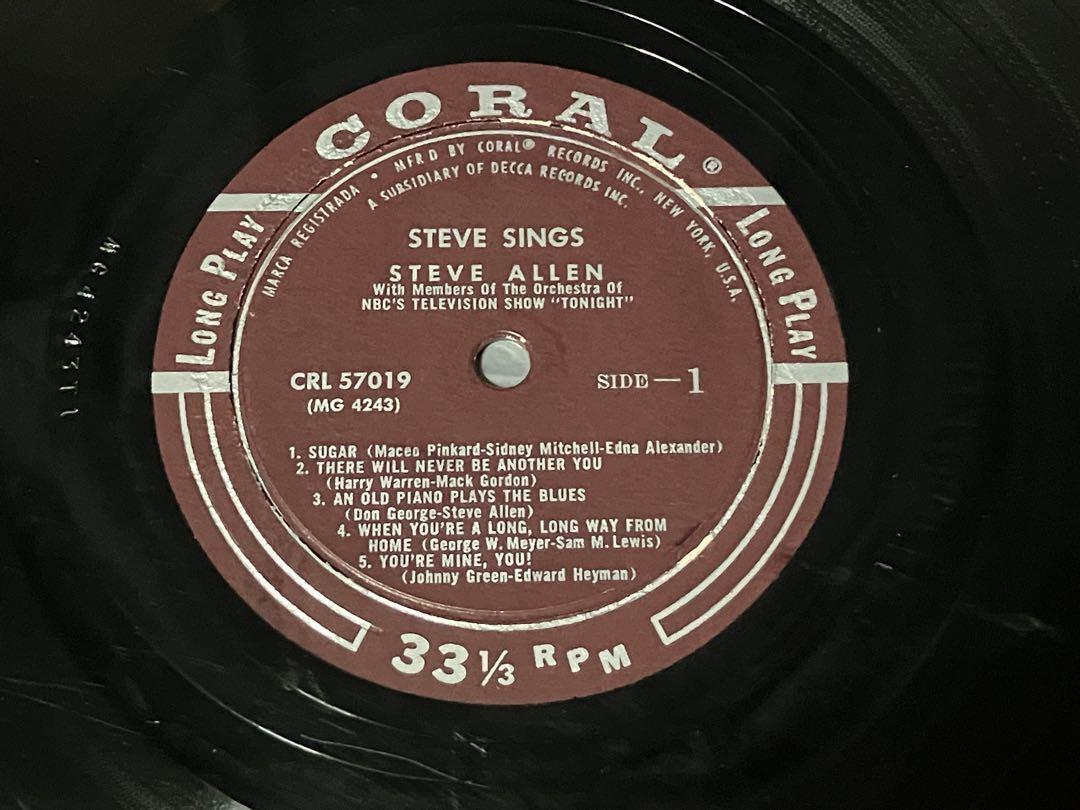 CORAL®
MARCA REGISTRADA • MFR'D BY CORAL® RECORDS INC., NEW YORK, U.S.A.
A SUBSIDIARY OF DECCA RECORDS INC.
LONG PLAY
LONG PLAY
STEVE SINGS
STEVE ALLEN
With Members Of The Orchestra Of
NBC'S TELEVISION SHOW "TONIGHT"
CRL 57019
(MG 4243)
SIDE—1
1. SUGAR (Maceo Pinkard-Sidney Mitchell-Edna Alexander)
2. THERE WILL NEVER BE ANOTHER YOU
(Harry Warren-Mack Gordon)
3. AN OLD PIANO PLAYS THE BLUES
(Don George-Steve Allen)
4. WHEN YOU'RE A LONG, LONG WAY FROM
HOME (George W. Meyer-Sam M. Lewis)
5. YOU'RE MINE, YOU!
(Johnny Green-Edward Heyman)
33 1/3 RPM
MG4243T1